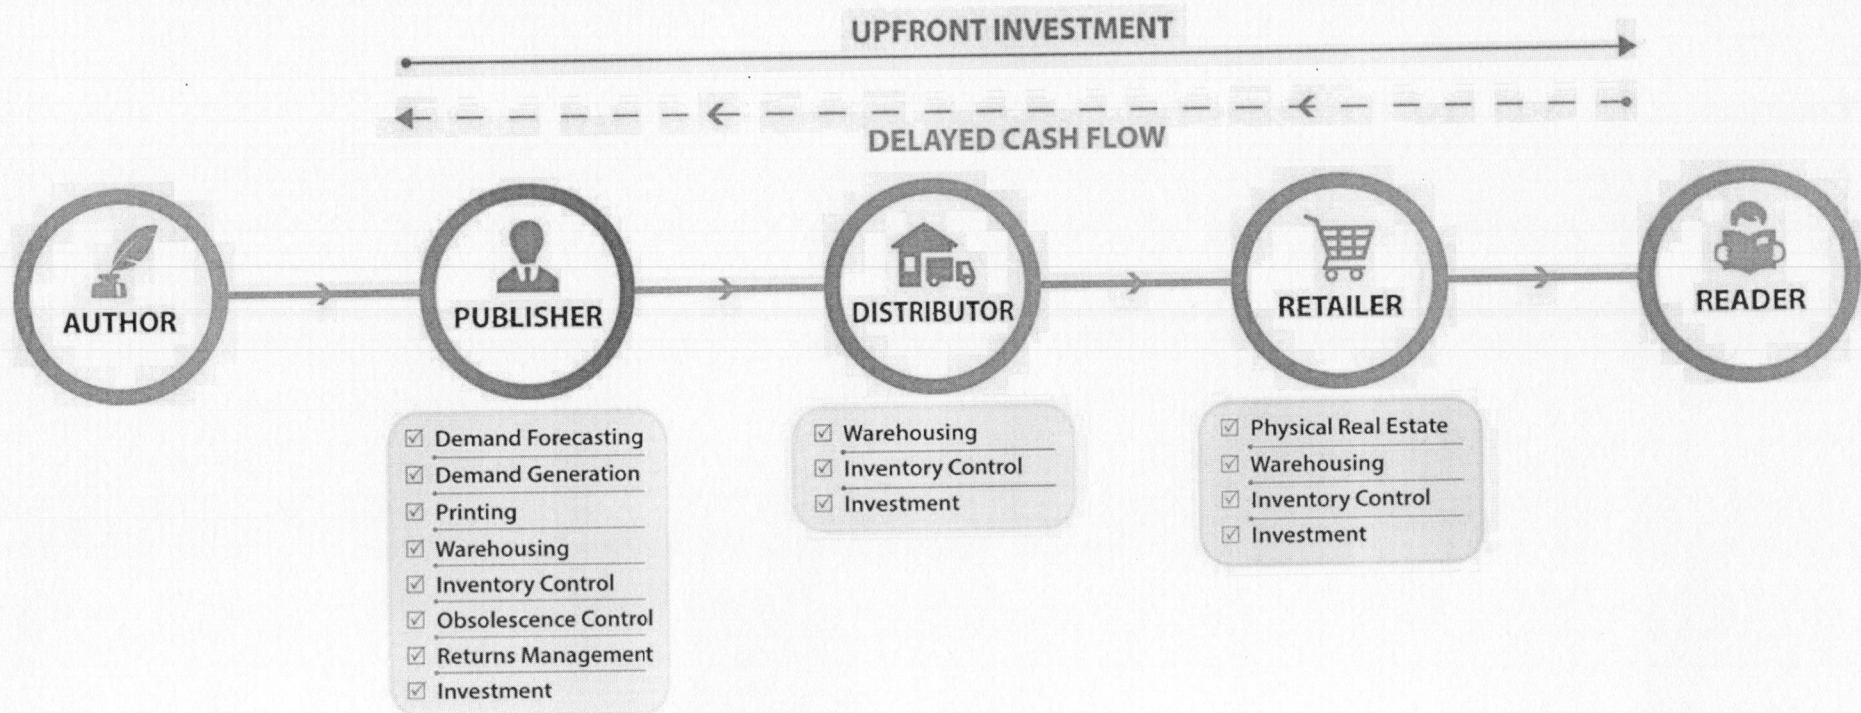 UPFRONT INVESTMENT
DELAYED CASH FLOW
AUTHOR
PUBLISHER
DISTRIBUTOR
RETAILER
READER
Demand Forecasting
Demand Generation
Printing
Warehousing
Inventory Control
Obsolescence Control
Returns Management
Investment
Warehousing
Inventory Control
Investment
Physical Real Estate
Warehousing
Inventory Control
Investment